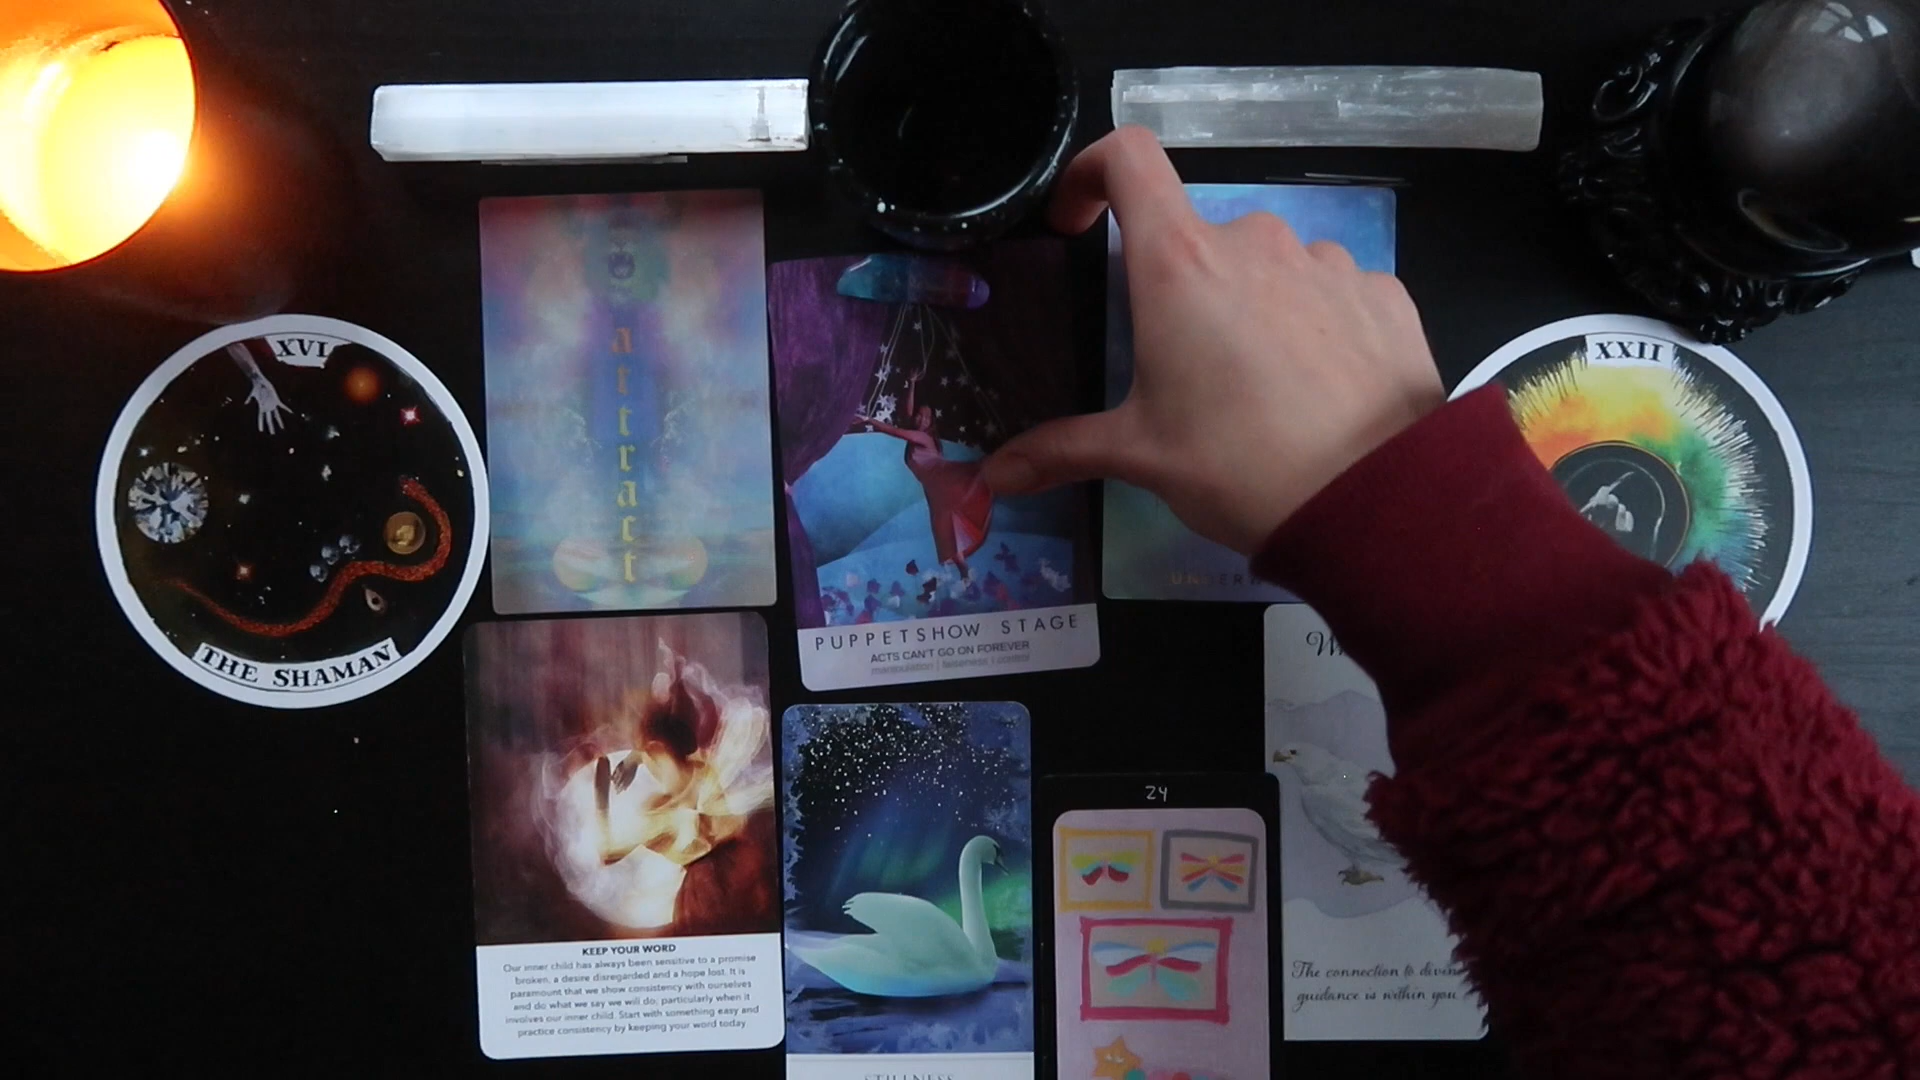 XVI
THE SHAMAN
attract
PUPPETSHOW STAGE
ACTS CAN'T GO ON FOREVER
manipulation | falseness | control
XXII
KEEP YOUR WORD
Our inner child has always been sensitive to a promise
broken, a desire disregarded and a hope lost. It is
paramount that we show consistency with ourselves
and do what we say we will do; particularly when it
involves our inner child. Start with something easy and
practice consistency by keeping your word today
STILLNESS
24
The connection to divine
guidance is within you